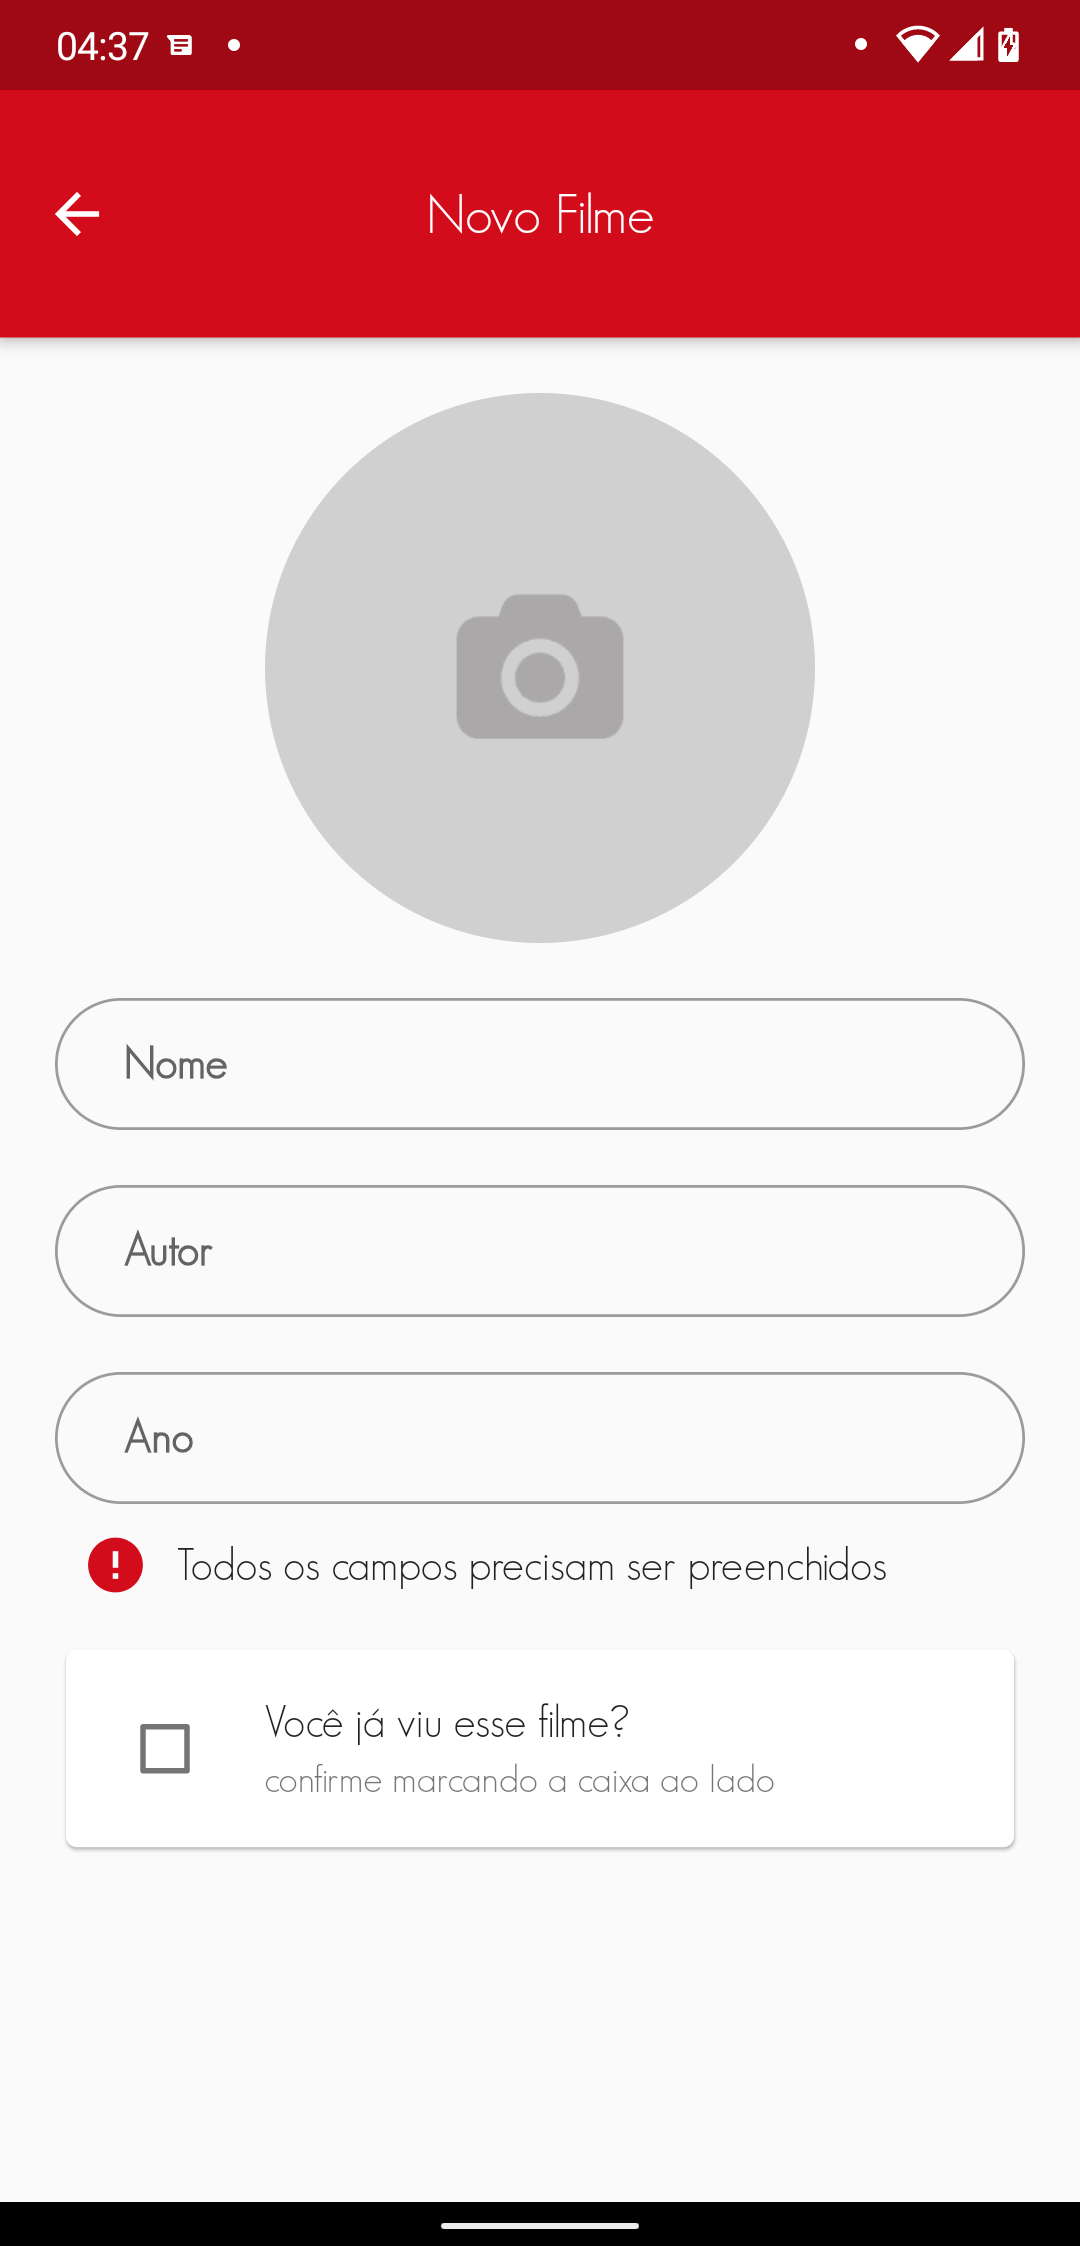 04:37
Novo Filme
Nome
Autor
Ano
Todos os campos precisam ser preenchidos
Você já viu esse filme?
confirme marcando a caixa ao lado